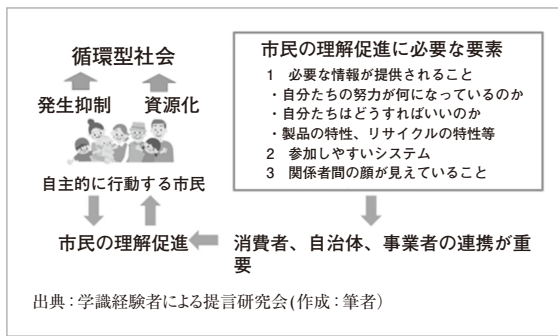 循環型社会
発生抑制 資源化
自主的に行動する市民
市民の理解促進
市民の理解促進に必要な要素
1 必要な情報が提供されること
・自分たちの努力が何になっているのか
・自分たちはどうすればいいのか
・製品の特性、リサイクルの特性等
2 参加しやすいシステム
3 関係者間の顔が見えていること
消費者、自治体、事業者の連携が重
要
出典：学識経験者による提言研究会(作成：筆者)